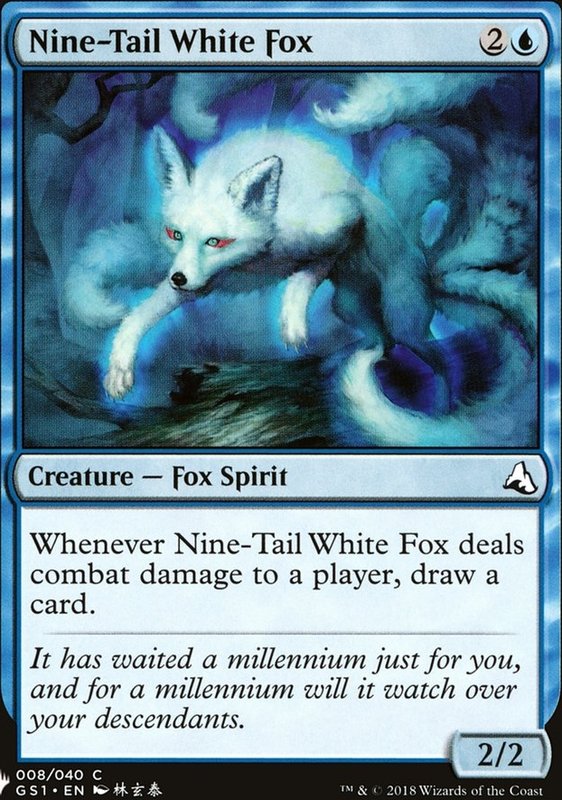 Nine-Tail White Fox 2
Creature — Fox Spirit
Whenever Nine-Tail White Fox deals
combat damage to a player, draw a
card.
It has waited a millennium just for you,
and for a millennium will it watch over
your descendants.
2/2
008/040 C
GS1 • EN 林玄泰
™ & © 2018 Wizards of the Coast